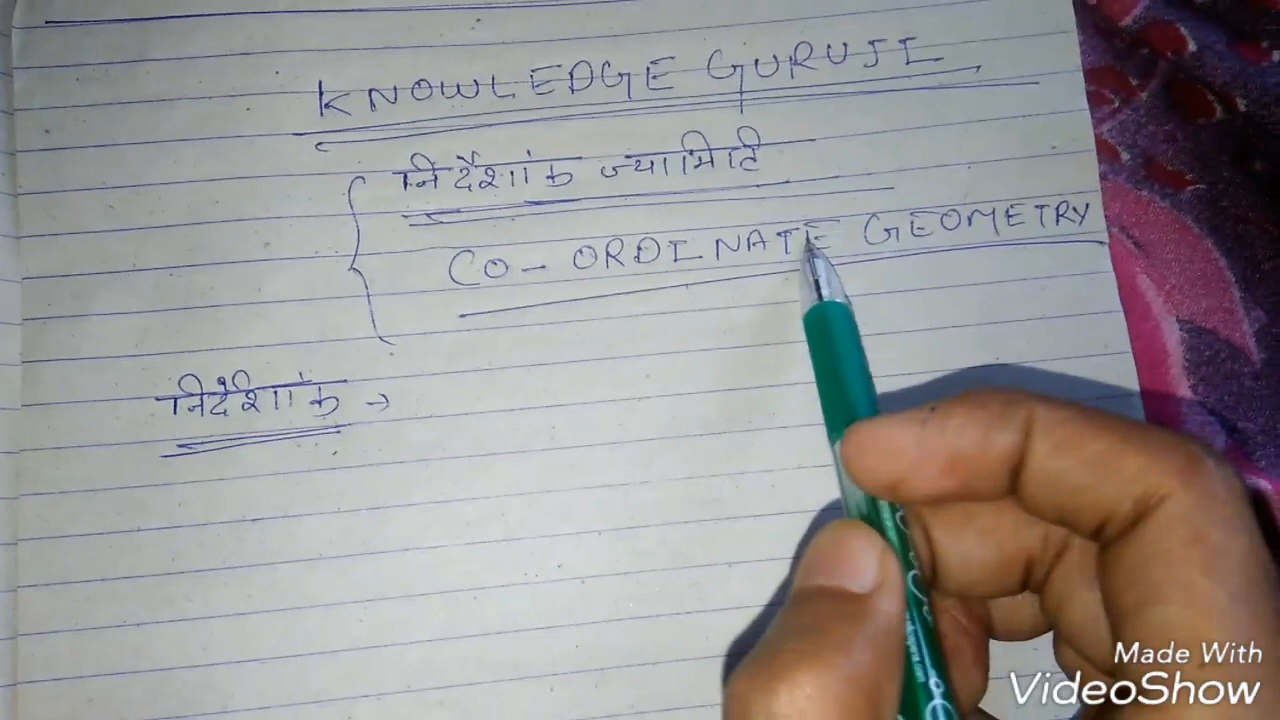 KNOWLEDGE GURUJI
निर्देशांक ज्यामिति
CO-ORDINATE GEOMETRY
निर्देशांक →
Made With
VideoShow